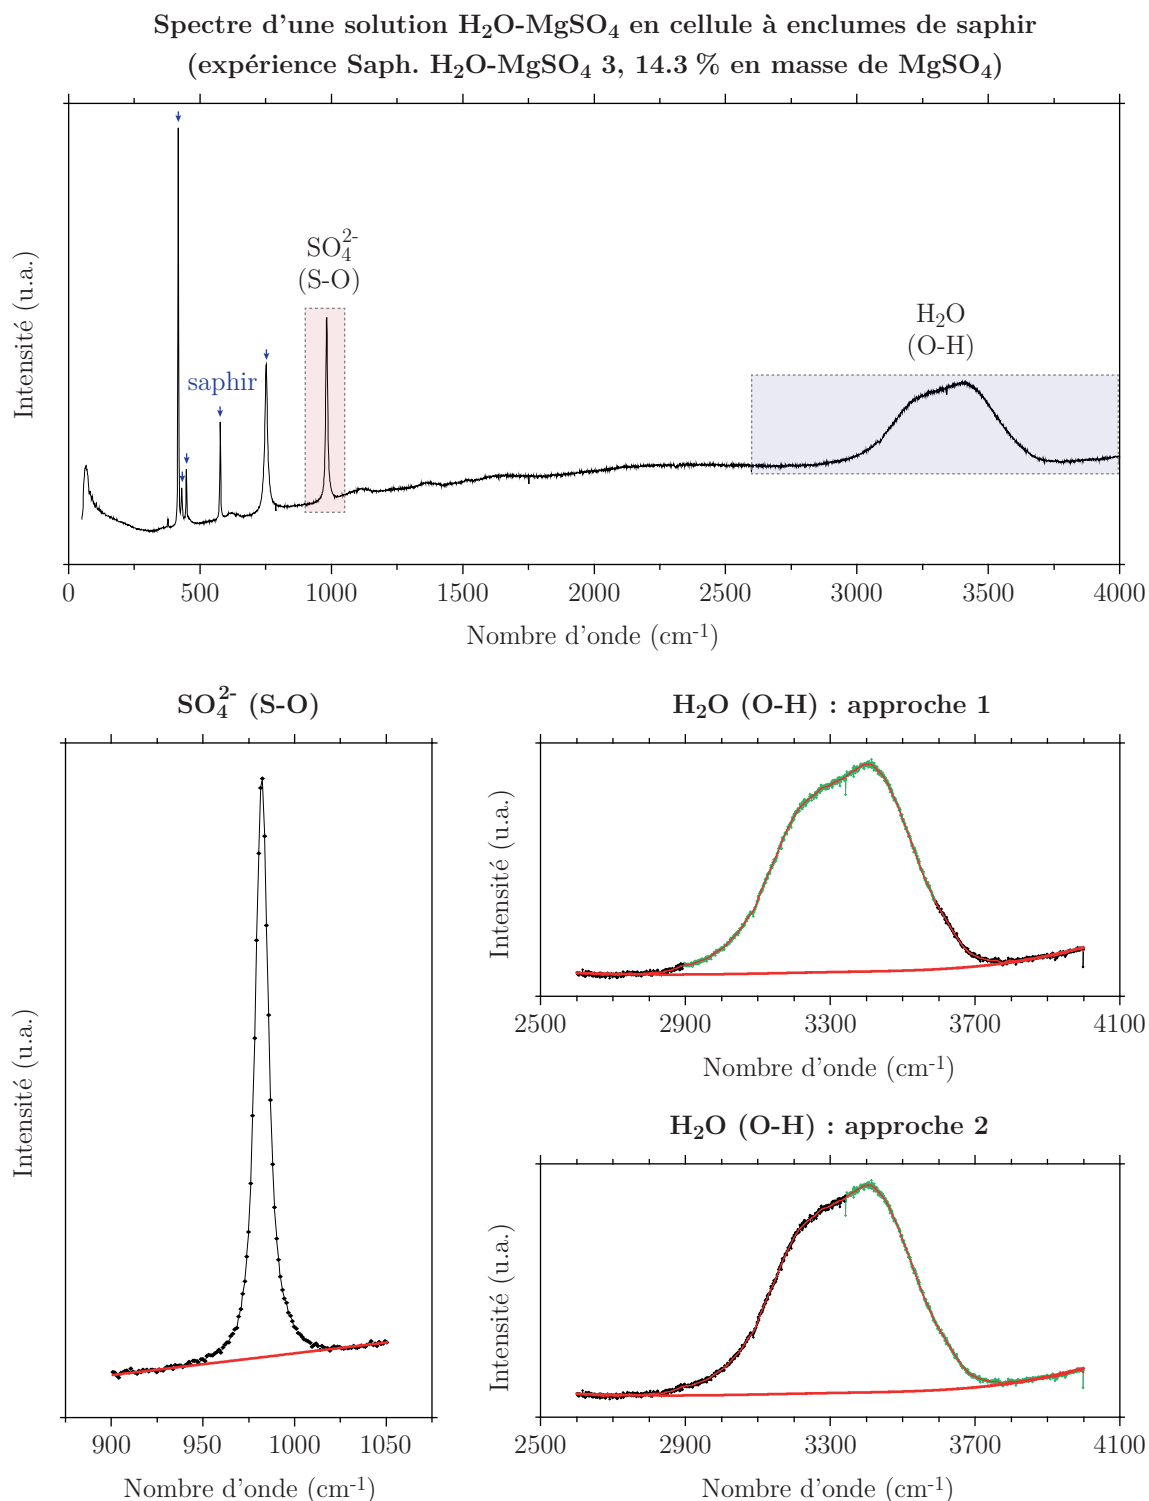 Spectre d'une solution H₂O-MgSO₄ en cellule à enclumes de saphir
(expérience Saph. H₂O-MgSO₄ 3, 14.3 % en masse de MgSO₄)
Intensité (u.a.)
saphir
SO₄²⁻
(S-O)
H₂O
(O-H)
0 500 1000 1500 2000 2500 3000 3500 4000
Nombre d'onde (cm⁻¹)
SO₄²⁻ (S-O)
Intensité (u.a.)
900 950 1000 1050
Nombre d'onde (cm⁻¹)
H₂O (O-H) : approche 1
Intensité (u.a.)
2500 2900 3300 3700 4100
Nombre d'onde (cm⁻¹)
H₂O (O-H) : approche 2
Intensité (u.a.)
2500 2900 3300 3700 4100
Nombre d'onde (cm⁻¹)